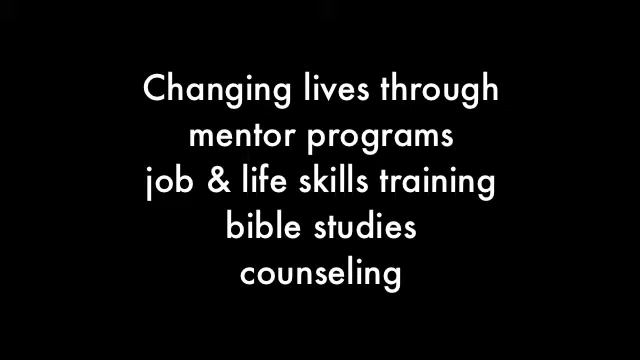 Changing lives through
mentor programs
job & life skills training
bible studies
counseling